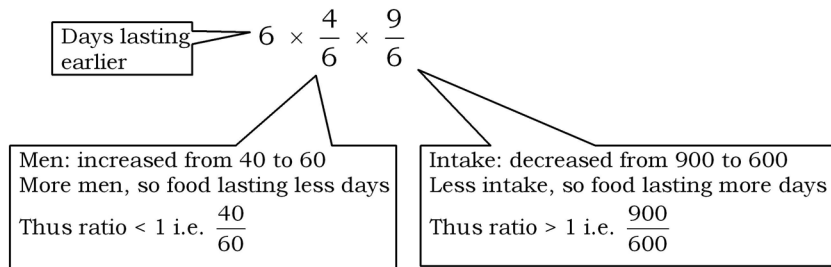 Days lasting
earlier
6 × 4/6 × 9/6
Men: increased from 40 to 60
More men, so food lasting less days
Thus ratio < 1 i.e. 40/60
Intake: decreased from 900 to 600
Less intake, so food lasting more days
Thus ratio > 1 i.e. 900/600